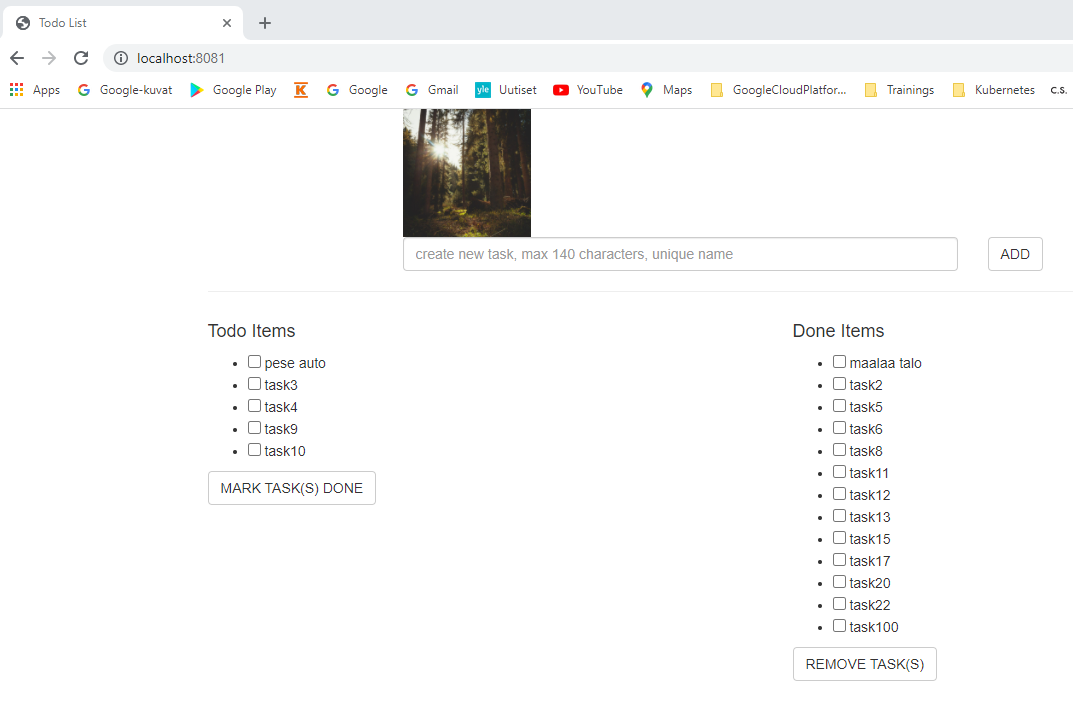 Todo List
localhost:8081
Apps Google-kuvat Google Play K Google Gmail yle Uutiset YouTube Maps GoogleCloudPlatfor... Trainings Kubernetes c.s.
create new task, max 140 characters, unique name ADD
Todo Items
pese auto
task3
task4
task9
task10
MARK TASK(S) DONE
Done Items
maalaa talo
task2
task5
task6
task8
task11
task12
task13
task15
task17
task20
task22
task100
REMOVE TASK(S)